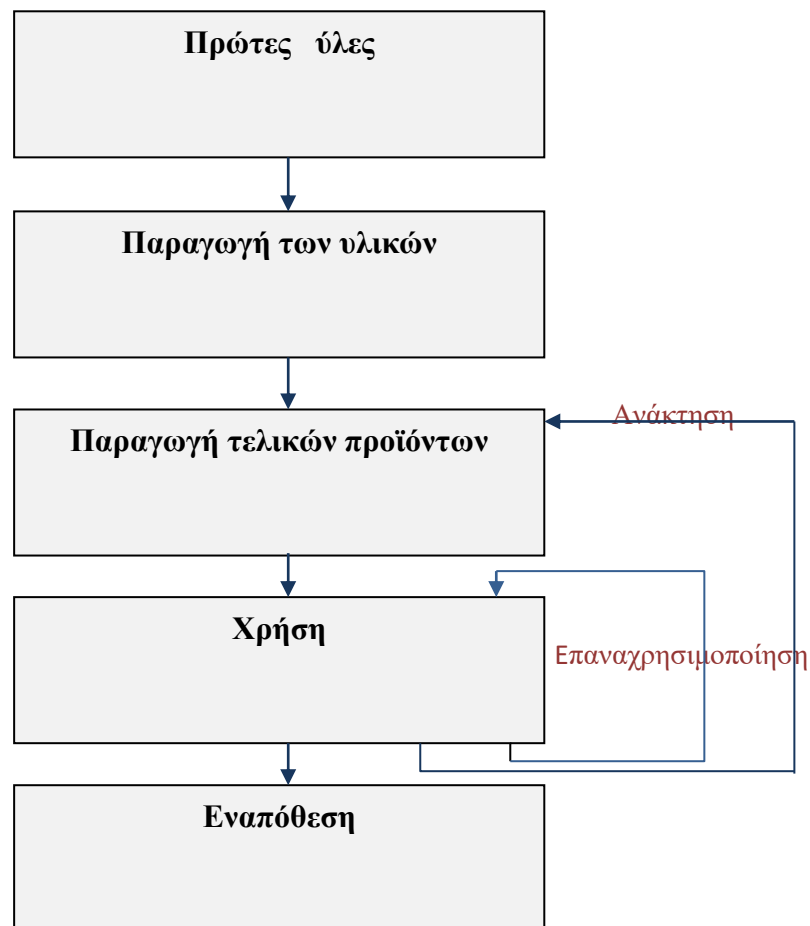 Πρώτες ύλες
Παραγωγή των υλικών
Ανάκτηση
Παραγωγή τελικών προϊόντων
Χρήση
Επαναχρησιμοποίηση
Εναπόθεση